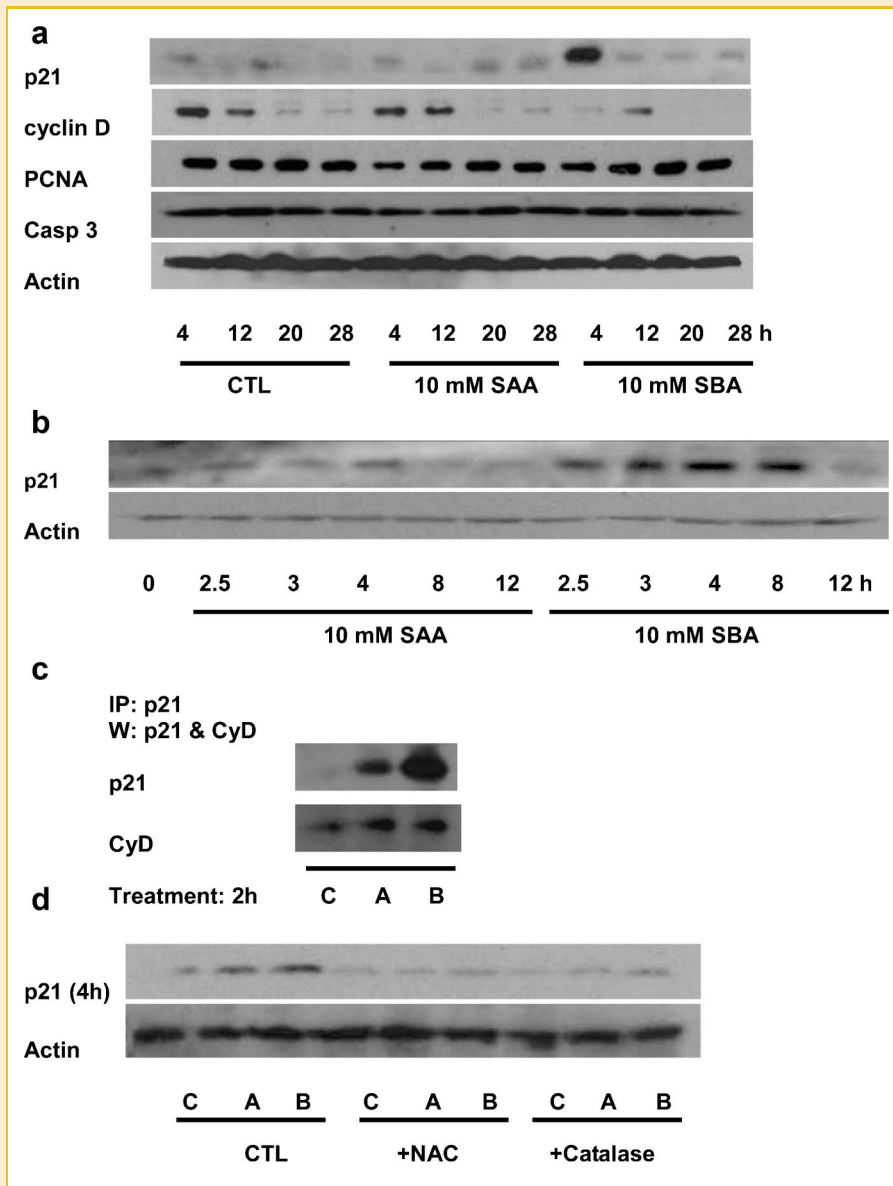 a
p21
cyclin D
PCNA
Casp 3
Actin
4 12 20 28 4 12 20 28 4 12 20 28 h
CTL 10 mM SAA 10 mM SBA
b
p21
Actin
0 2.5 3 4 8 12 2.5 3 4 8 12 h
10 mM SAA 10 mM SBA
c
IP: p21
W: p21 & CyD
p21
CyD
Treatment: 2h C A B
d
p21 (4h)
Actin
C A B C A B C A B
CTL +NAC +Catalase